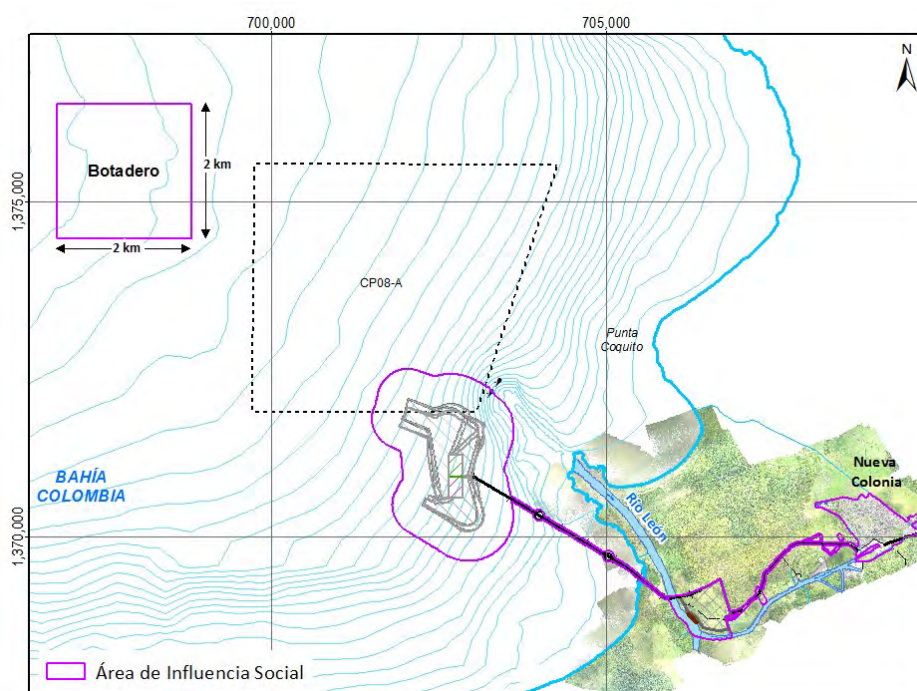 700,000
705,000
N
1,375,000
1,370,000
Botadero
2 km
2 km
CP08-A
Punta
Coquito
BAHÍA
COLOMBIA
Río León
Nueva
Colonia
Área de Influencia Social